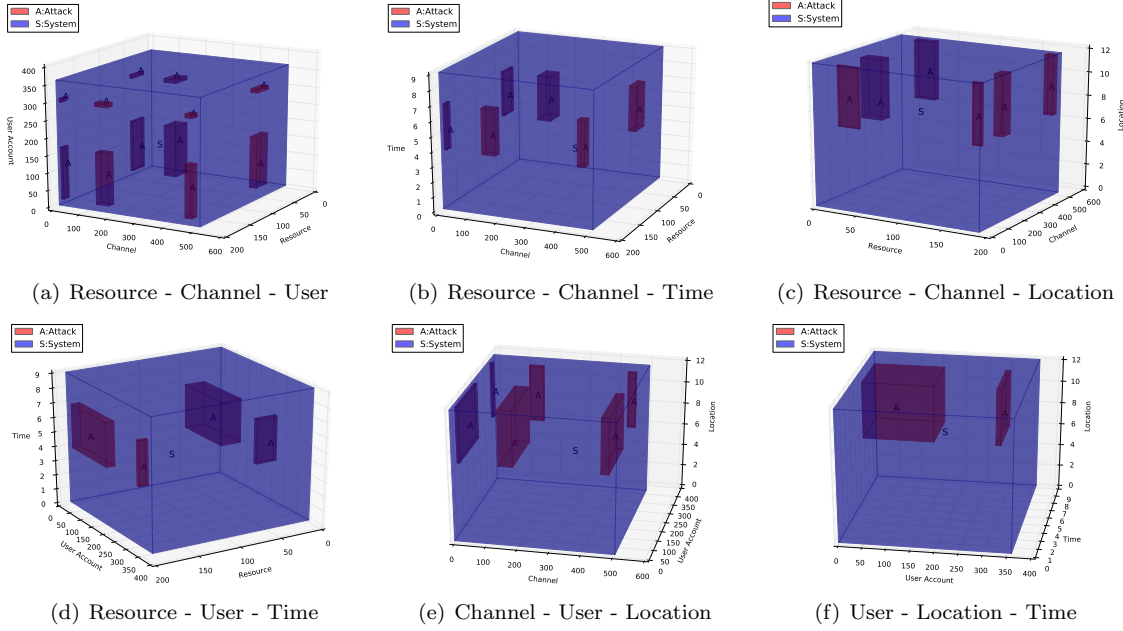 A:Attack
S:System
A:Attack
S:System
A:Attack
S:System
400
350
300
250
200
150
100
50
0
User Account
0
100
200
300
400
500
600
Channel
200
150
100
50
0
Resource
A
A
A
A
A
A
A
A
A
A
A
A
S
9
8
7
6
5
4
3
2
1
0
Time
0
100
200
300
400
500
600
Channel
200
150
100
50
0
Resource
A
A
A
A
A
A
S
12
10
8
6
4
2
0
Location
0
50
100
150
200
Resource
0
100
200
300
400
500
600
Channel
A
A
A
A
A
A
S
(a) Resource - Channel - User
(b) Resource - Channel - Time
(c) Resource - Channel - Location
A:Attack
S:System
A:Attack
S:System
A:Attack
S:System
9
8
7
6
5
4
3
2
1
0
Time
0
50
100
150
200
250
300
350
400
User Account
200
150
100
50
0
Resource
A
A
A
A
S
12
10
8
6
4
2
0
Location
0
100
200
300
400
500
600
Channel
0
50
100
150
200
250
300
350
400
User Account
A
A
A
A
A
A
S
12
10
8
6
4
2
0
Location
0
50
100
150
200
250
300
350
400
User Account
1
2
3
4
5
6
7
8
9
Time
A
A
S
(d) Resource - User - Time
(e) Channel - User - Location
(f) User - Location - Time